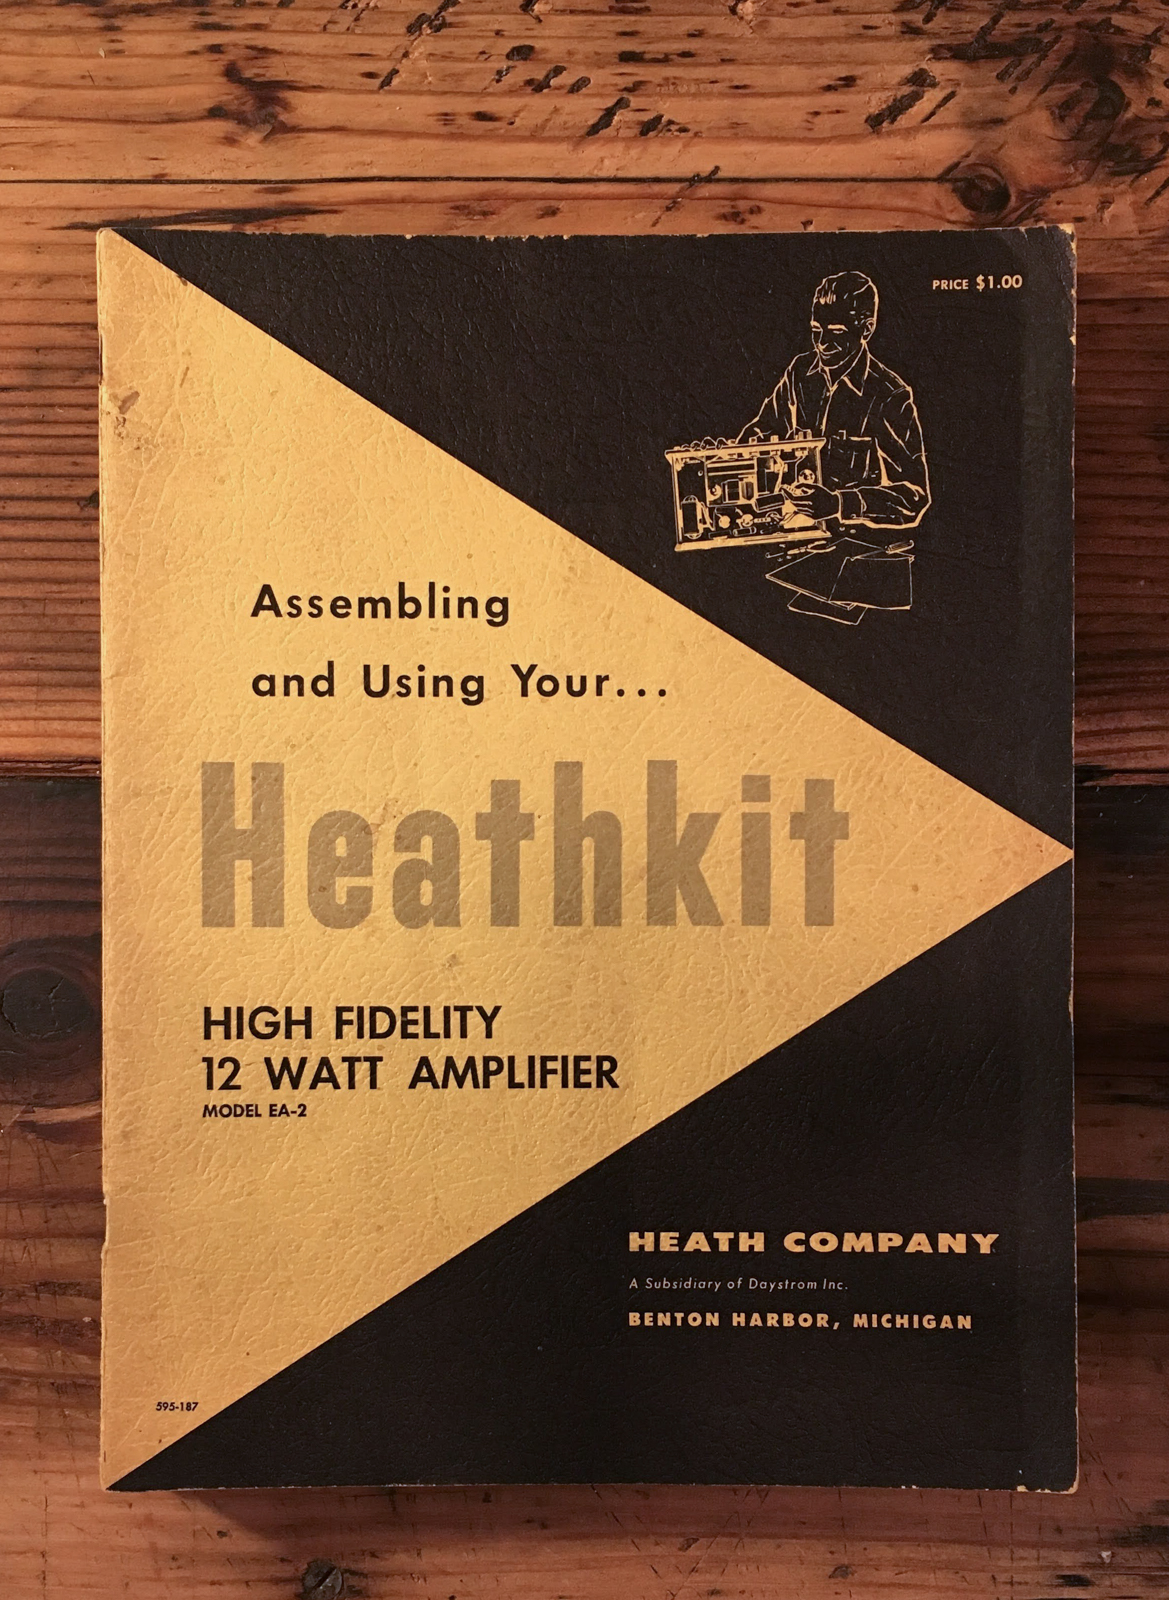 PRICE $1.00
Assembling
and Using Your...
Heathkit
HIGH FIDELITY
12 WATT AMPLIFIER
MODEL EA-2
HEATH COMPANY
A Subsidiary of Daystrom Inc.
BENTON HARBOR, MICHIGAN
595-187